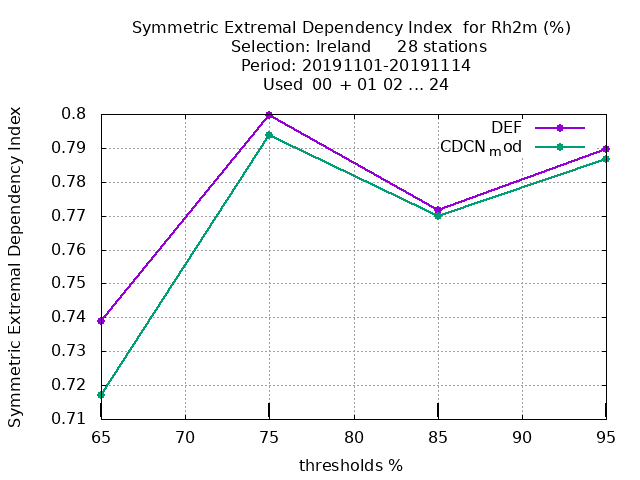 Symmetric Extremal Dependency Index  for Rh2m (%)
Selection: Ireland     28 stations
Period: 20191101-20191114
Used  00 + 01 02 ... 24
Symmetric Extremal Dependency Index
0.8
0.79
0.78
0.77
0.76
0.75
0.74
0.73
0.72
0.71
DEF
CDCN_mod
65 70 75 80 85 90 95
thresholds %